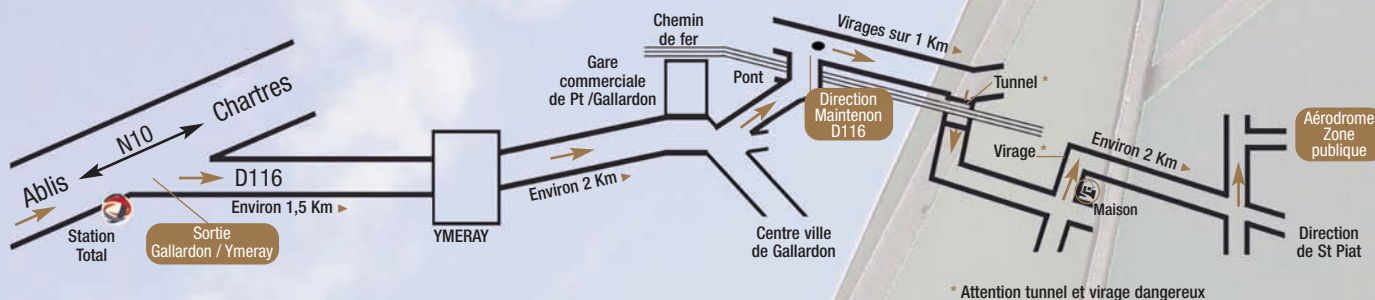 Ablis
N10
Chartres
Station
Total
Sortie
Gallardon / Ymeray
D116
Environ 1,5 Km
YMERAY
Environ 2 Km
Gare
commerciale
de Pt /Gallardon
Chemin
de fer
Pont
Centre ville
de Gallardon
Direction
Maintenon
D116
Virages sur 1 Km
Tunnel *
Virage *
Maison
Environ 2 Km
Aérodrome
Zone
publique
Direction
de St Piat
* Attention tunnel et virage dangereux